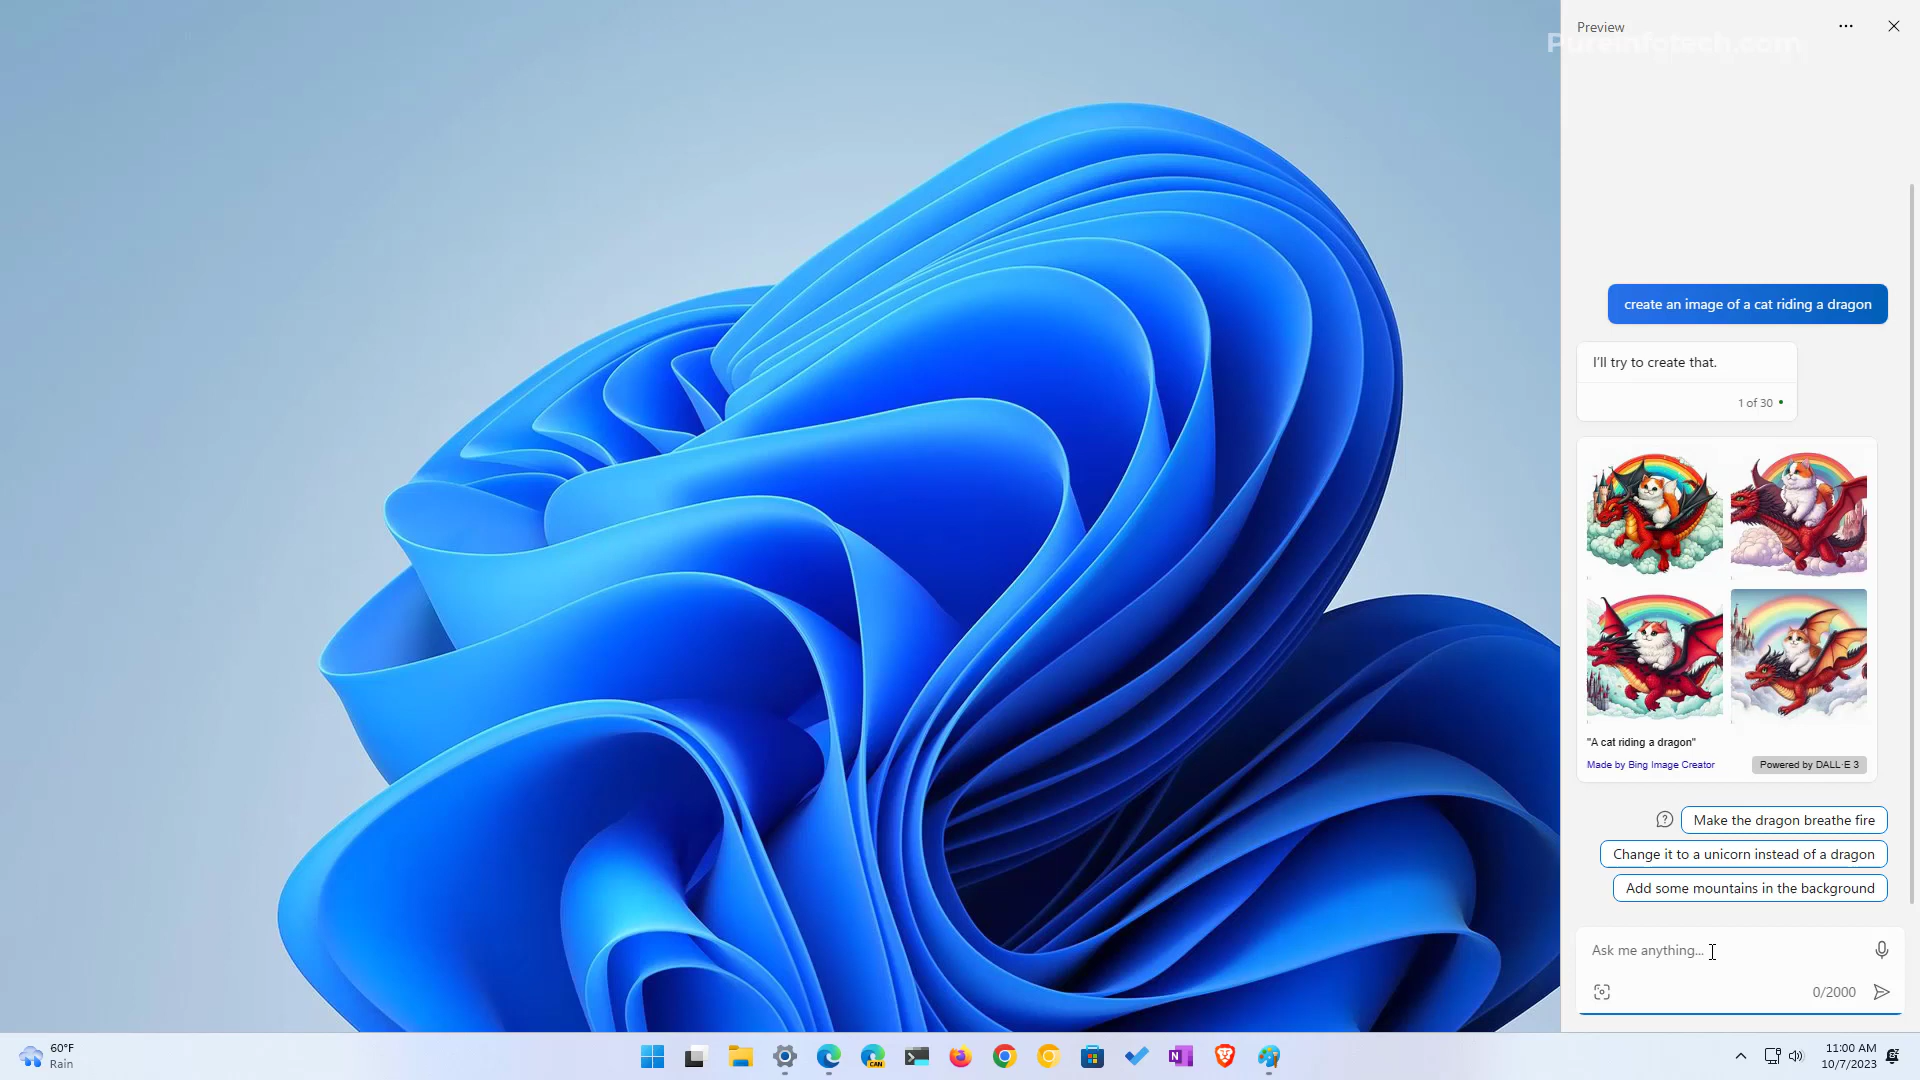 Preview
Pureinfotech.com
create an image of a cat riding a dragon
I'll try to create that.
1 of 30
"A cat riding a dragon"
Made by Bing Image Creator
Powered by DALL·E 3
Make the dragon breathe fire
Change it to a unicorn instead of a dragon
Add some mountains in the background
Ask me anything...
0/2000
60°F
Rain
CAN
11:00 AM
10/7/2023